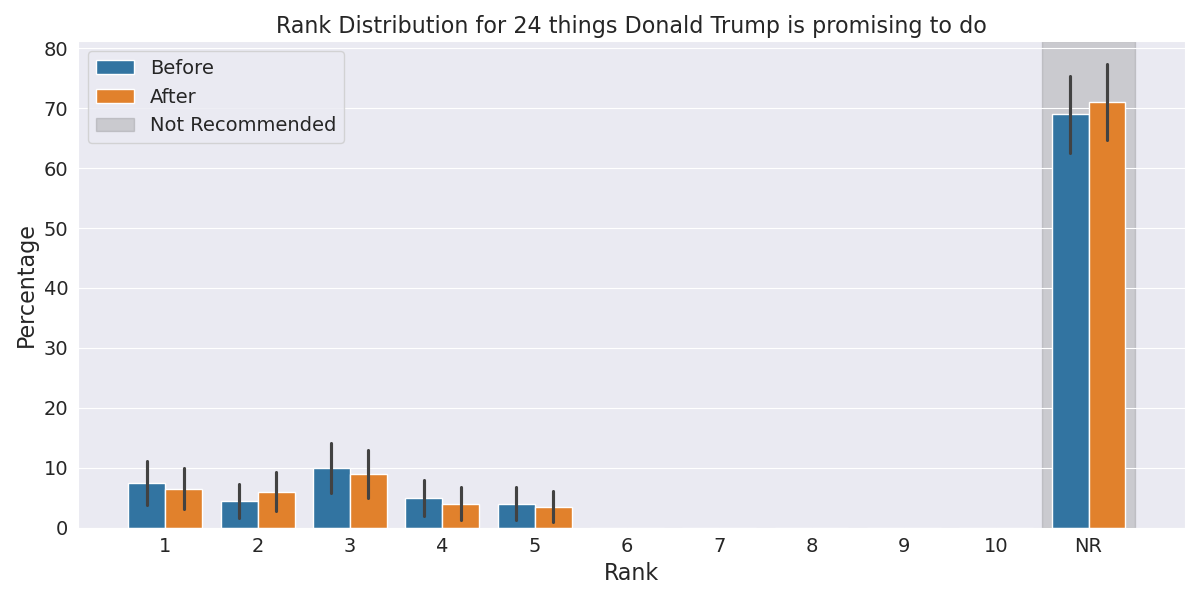 Rank Distribution for 24 things Donald Trump is promising to do
Before
After
Not Recommended
Percentage
80
70
60
50
40
30
20
10
0
1 2 3 4 5 6 7 8 9 10 NR
Rank